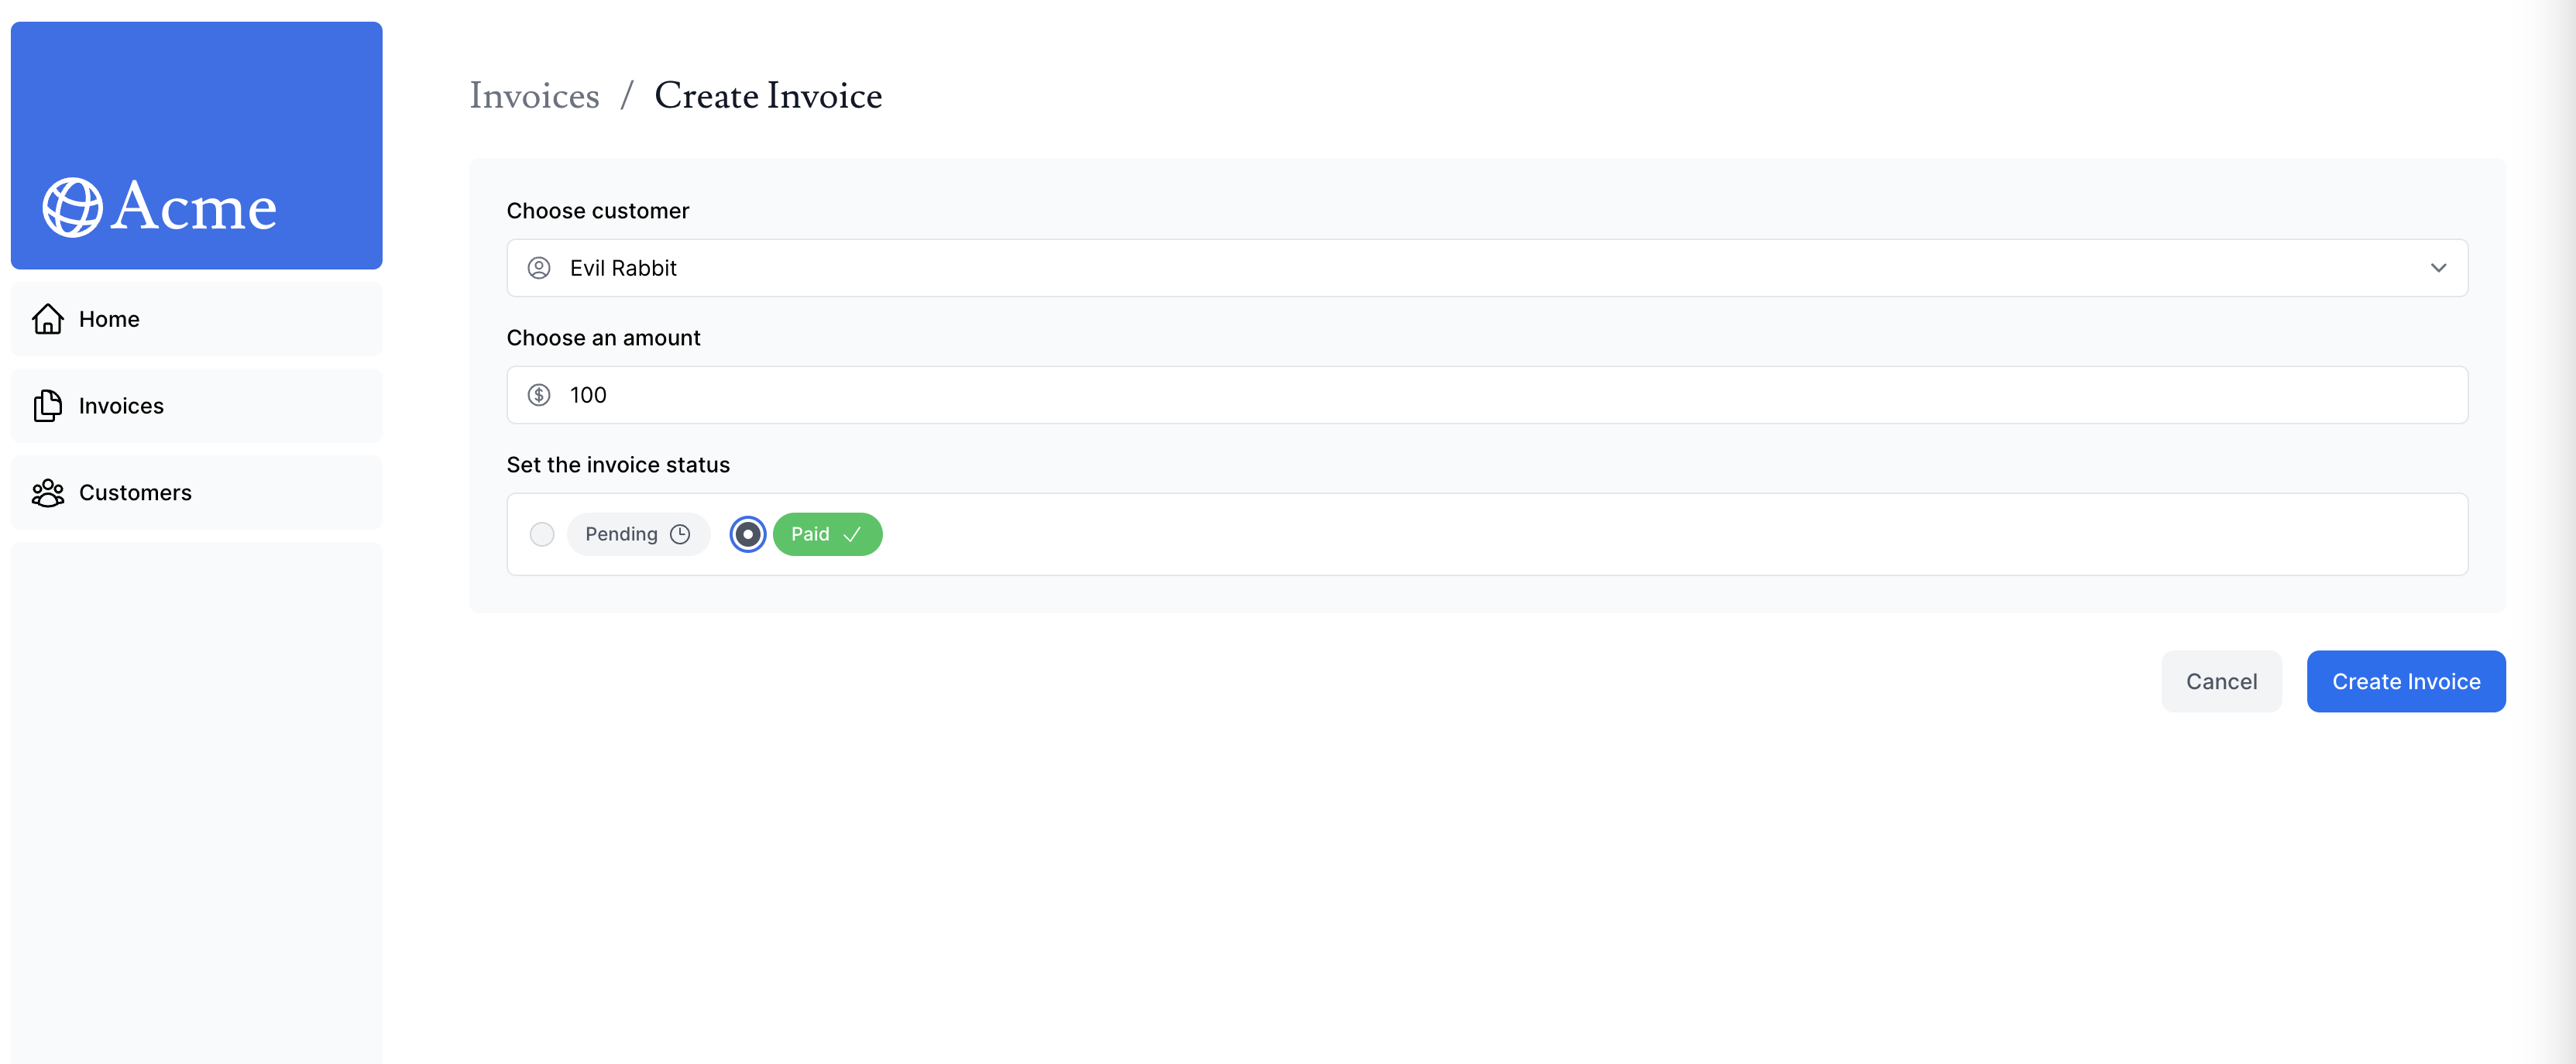 Acme
Home
Invoices
Customers
Invoices / Create Invoice
Choose customer
Evil Rabbit
Choose an amount
100
Set the invoice status
Pending Paid
Cancel Create Invoice